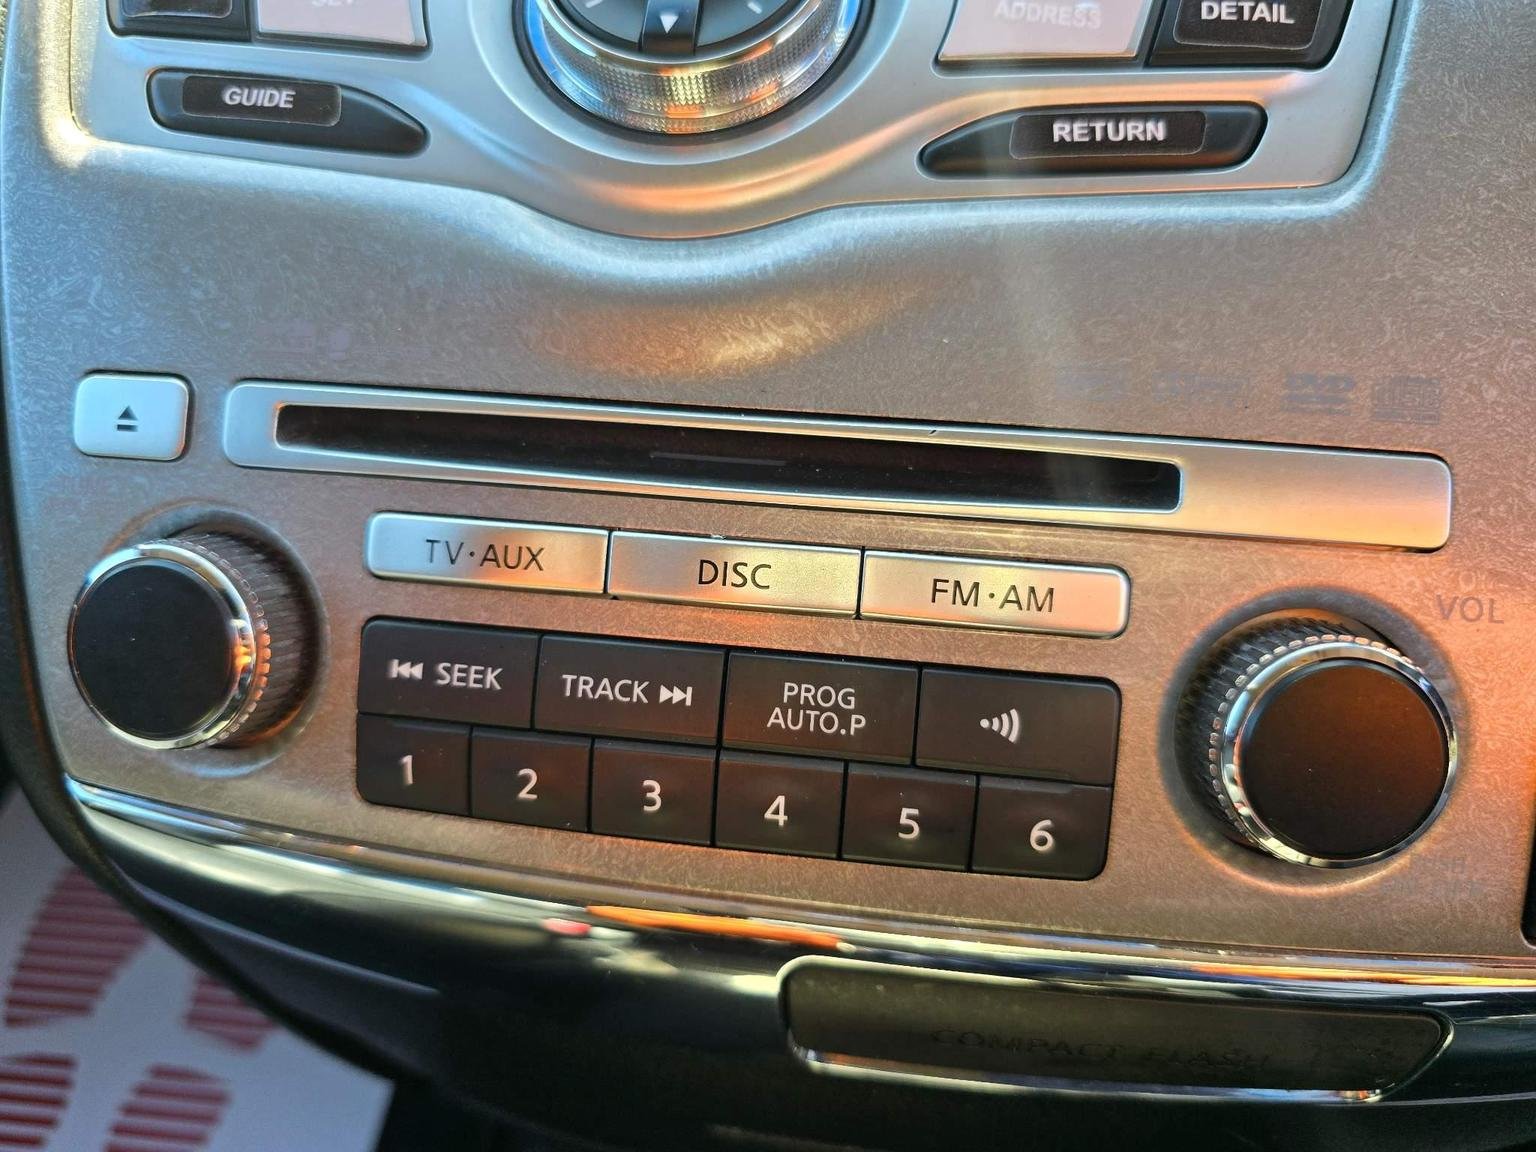 ADDRESS
DETAIL
GUIDE
RETURN
DVD
TV·AUX
DISC
FM·AM
VOL
SEEK
TRACK
PROG
AUTO.P
1
2
3
4
5
6
COMPACT FLASH